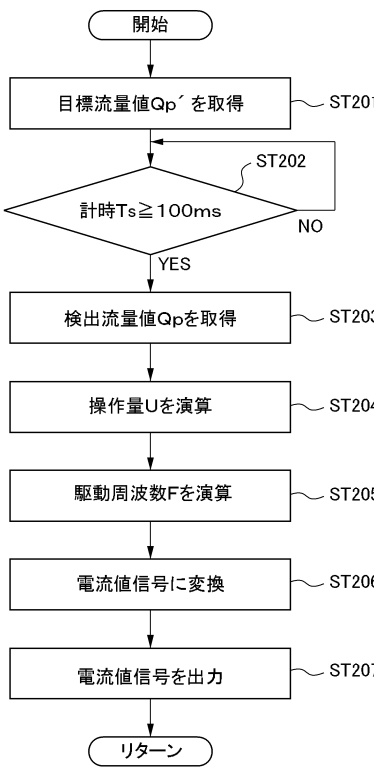 開始
目標流量値Qp´を取得
ST201
ST202
計時Ts≧100ms
NO
YES
検出流量値Qpを取得
ST203
操作量Uを演算
ST204
駆動周波数Fを演算
ST205
電流値信号に変換
ST206
電流値信号を出力
ST207
リターン